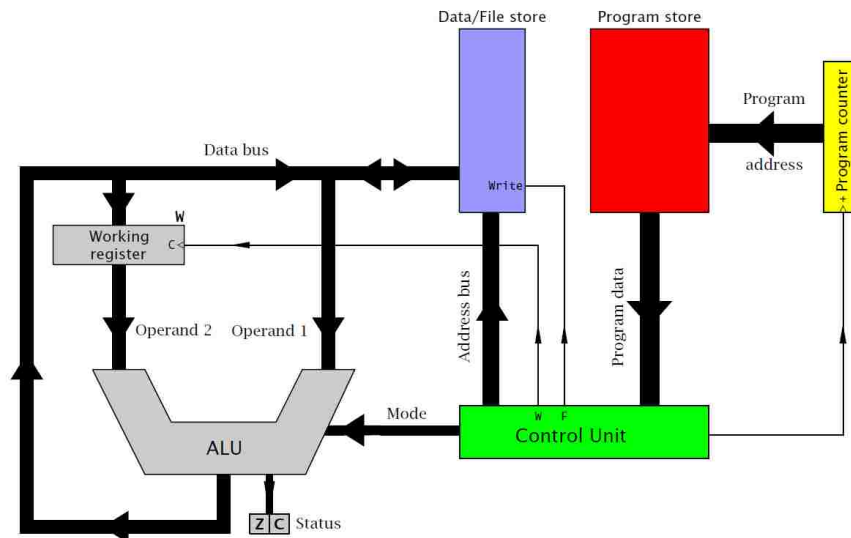 Data/File store
Program store
Program
address
>+ Program counter
Data bus
Write
W
Working
register
C
Operand 2
Operand 1
Address bus
Program data
Mode
W F
Control Unit
ALU
Z C
Status